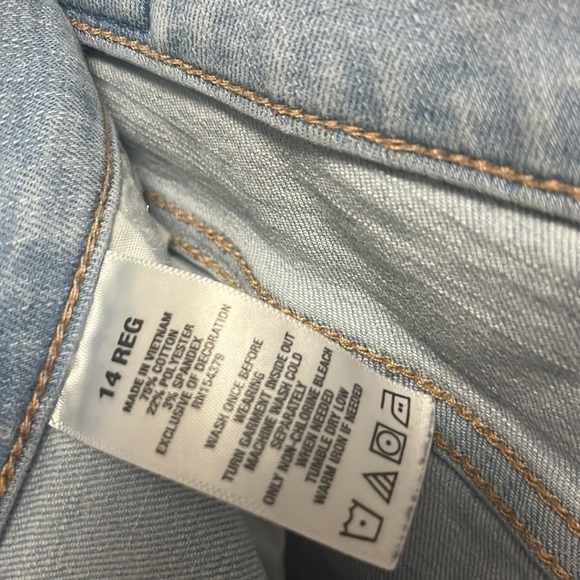 14 REG
MADE IN VIETNAM
75% COTTON
22% POLYESTER
3% SPANDEX
EXCLUSIVE OF DECORATION
RN154379
WASH ONCE BEFORE
WEARING
TURN GARMENT INSIDE OUT
MACHINE WASH COLD
SEPARATELY
ONLY NON-CHLORINE BLEACH
WHEN NEEDED
TUMBLE DRY LOW
WARM IRON IF NEEDED